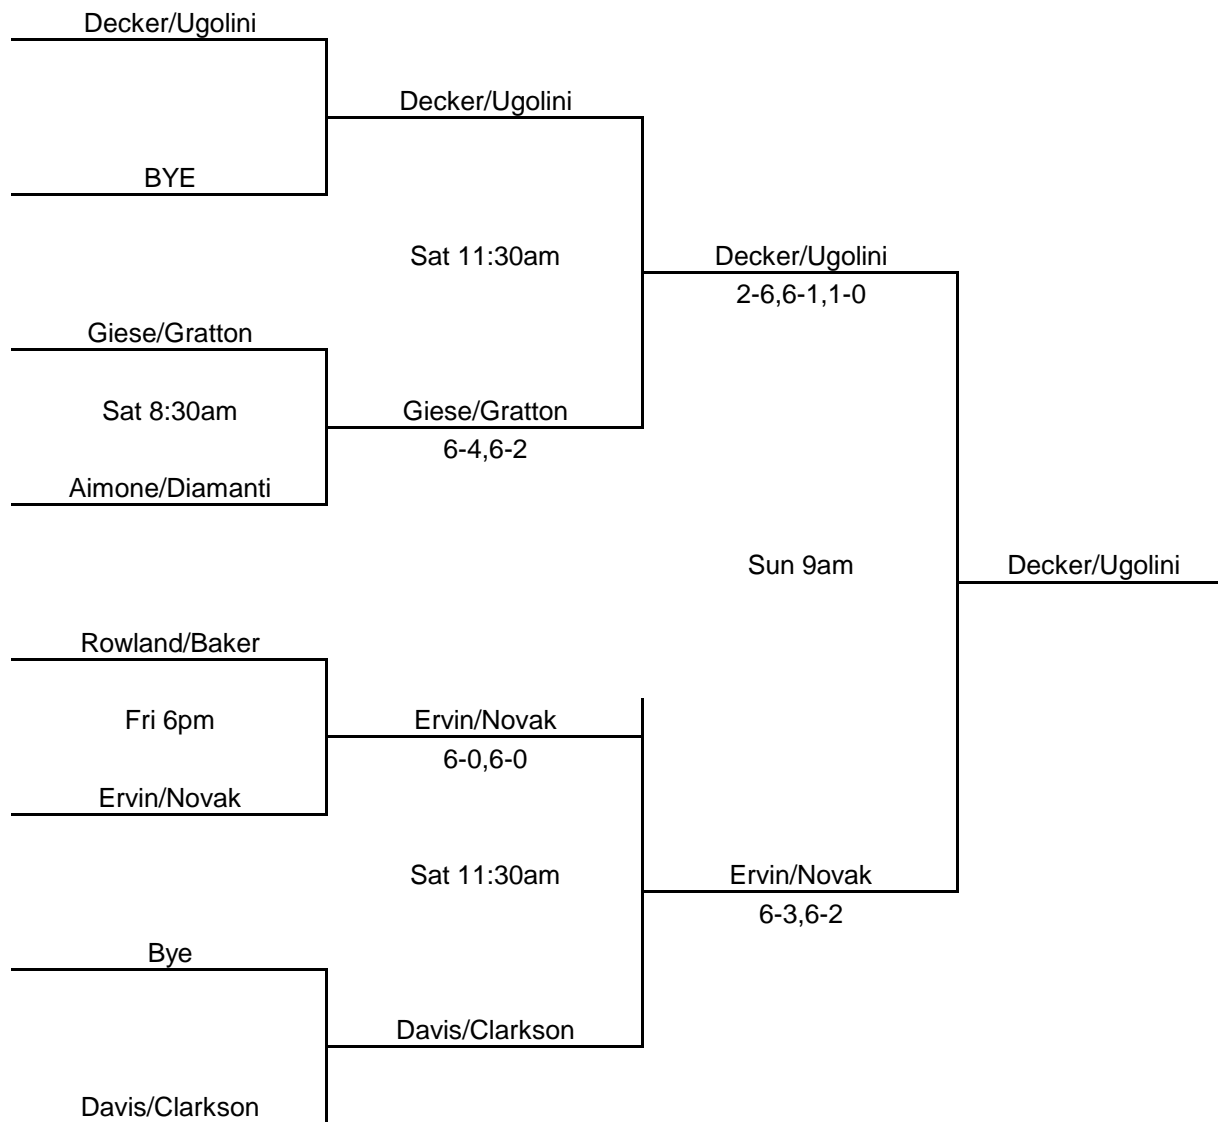 Decker/Ugolini
Decker/Ugolini
BYE
Sat 11:30am
Decker/Ugolini
2-6,6-1,1-0
Giese/Gratton
Sat 8:30am
Giese/Gratton
6-4,6-2
Aimone/Diamanti
Sun 9am
Decker/Ugolini
Rowland/Baker
Fri 6pm
Ervin/Novak
6-0,6-0
Ervin/Novak
Sat 11:30am
Ervin/Novak
6-3,6-2
Bye
Davis/Clarkson
Davis/Clarkson